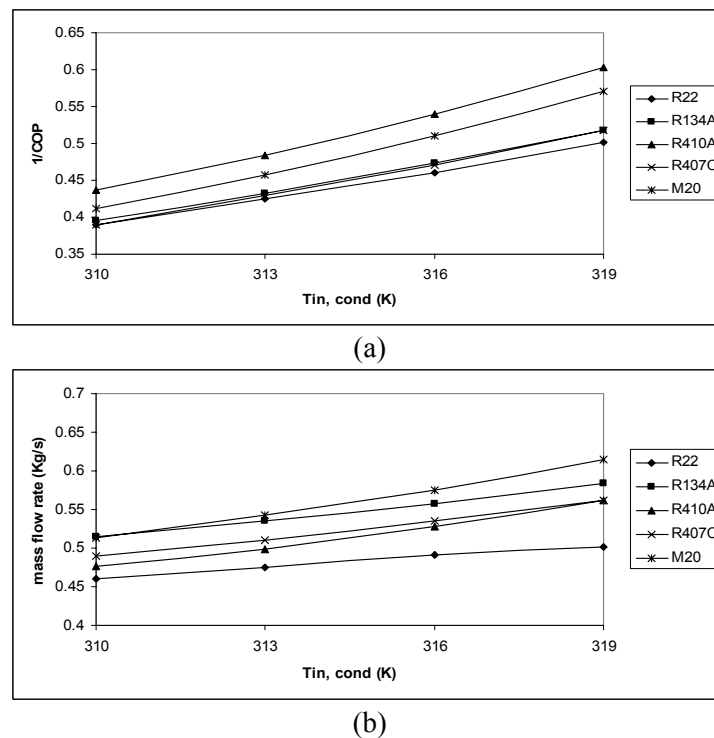 0.65
0.6
0.55
0.5
0.45
0.4
0.35
1/COP
310 313 316 319
Tin, cond (K)
R22
R134A
R410A
R407C
M20
(a)
0.7
0.65
0.6
0.55
0.5
0.45
0.4
mass flow rate (Kg/s)
310 313 316 319
Tin, cond (K)
R22
R134A
R410A
R407C
M20
(b)